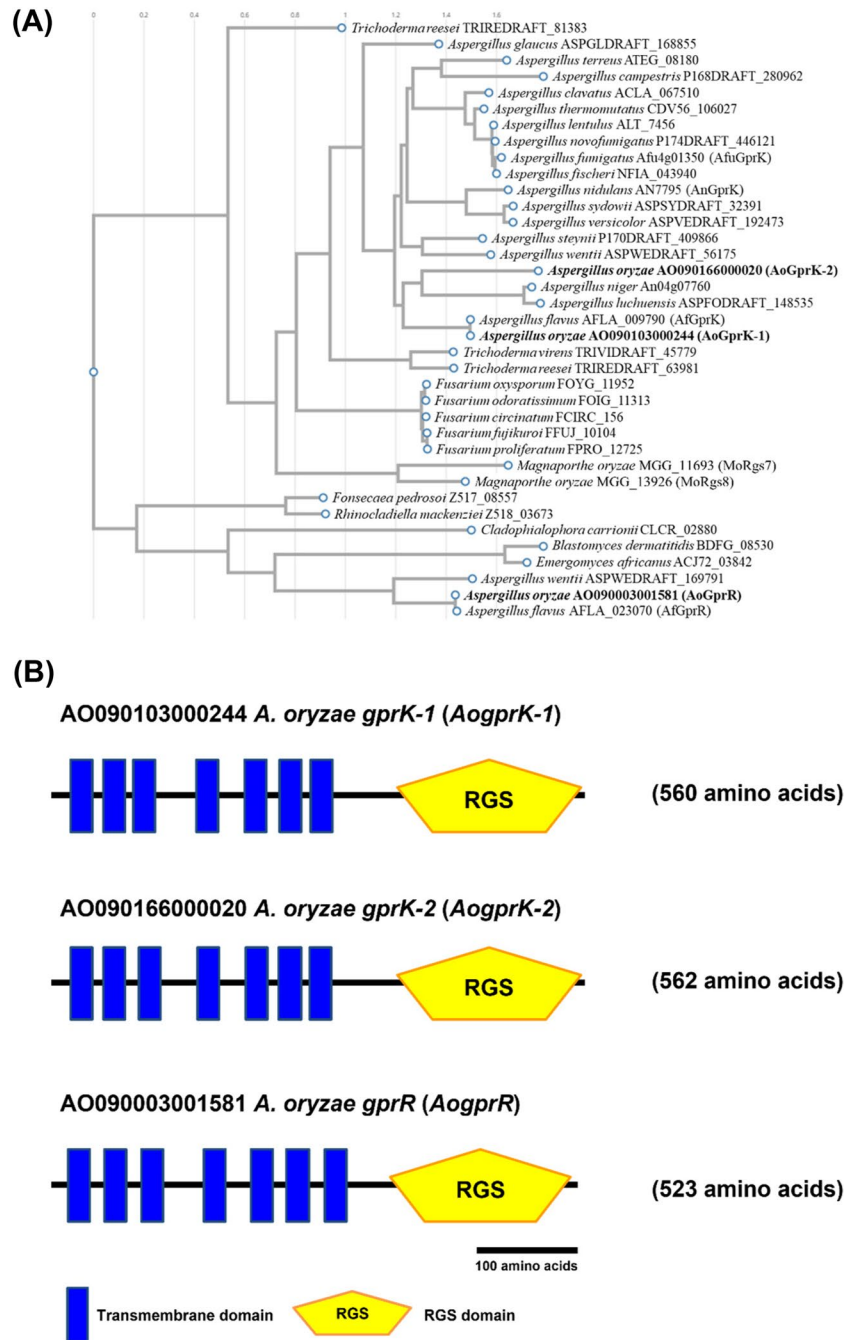 (A)
0 0.2 0.4 0.6 0.8 1 1.2 1.4 1.6
Trichoderma reesei TRIREDRAFT_81383
Aspergillus glaucus ASPGLDRAFT_168855
Aspergillus terreus ATEG_08180
Aspergillus campestris P168DRAFT_280962
Aspergillus clavatus ACLA_067510
Aspergillus thermomutatus CDV56_106027
Aspergillus lentulus ALT_7456
Aspergillus novofumigatus P174DRAFT_446121
Aspergillus fumigatus Afu4g01350 (AfuGprK)
Aspergillus fischeri NFIA_043940
Aspergillus nidulans AN7795 (AnGprK)
Aspergillus sydowii ASPSYDRAFT_32391
Aspergillus versicolor ASPVEDRAFT_192473
Aspergillus steynii P170DRAFT_409866
Aspergillus wentii ASPWEDRAFT_56175
Aspergillus oryzae AO090166000020 (AoGprK-2)
Aspergillus niger An04g07760
Aspergillus luchuensis ASPFODRAFT_148535
Aspergillus flavus AFLA_009790 (AfGprK)
Aspergillus oryzae AO090103000244 (AoGprK-1)
Trichoderma virens TRIVIDRAFT_45779
Trichoderma reesei TRIREDRAFT_63981
Fusarium oxysporum FOYG_11952
Fusarium odoratissimum FOIG_11313
Fusarium circinatum FCIRC_156
Fusarium fujikuroi FFUJ_10104
Fusarium proliferatum FPRO_12725
Magnaporthe oryzae MGG_11693 (MoRgs7)
Magnaporthe oryzae MGG_13926 (MoRgs8)
Fonsecaea pedrosoi Z517_08557
Rhinocladiella mackenziei Z518_03673
Cladophialophora carrionii CLCR_02880
Blastomyces dermatitidis BDFG_08530
Emergomyces africanus ACJ72_03842
Aspergillus wentii ASPWEDRAFT_169791
Aspergillus oryzae AO090003001581 (AoGprR)
Aspergillus flavus AFLA_023070 (AfGprR)
(B)
AO090103000244 A. oryzae gprK-1 (AogprK-1)
RGS (560 amino acids)
AO090166000020 A. oryzae gprK-2 (AogprK-2)
RGS (562 amino acids)
AO090003001581 A. oryzae gprR (AogprR)
RGS (523 amino acids)
100 amino acids
Transmembrane domain RGS RGS domain